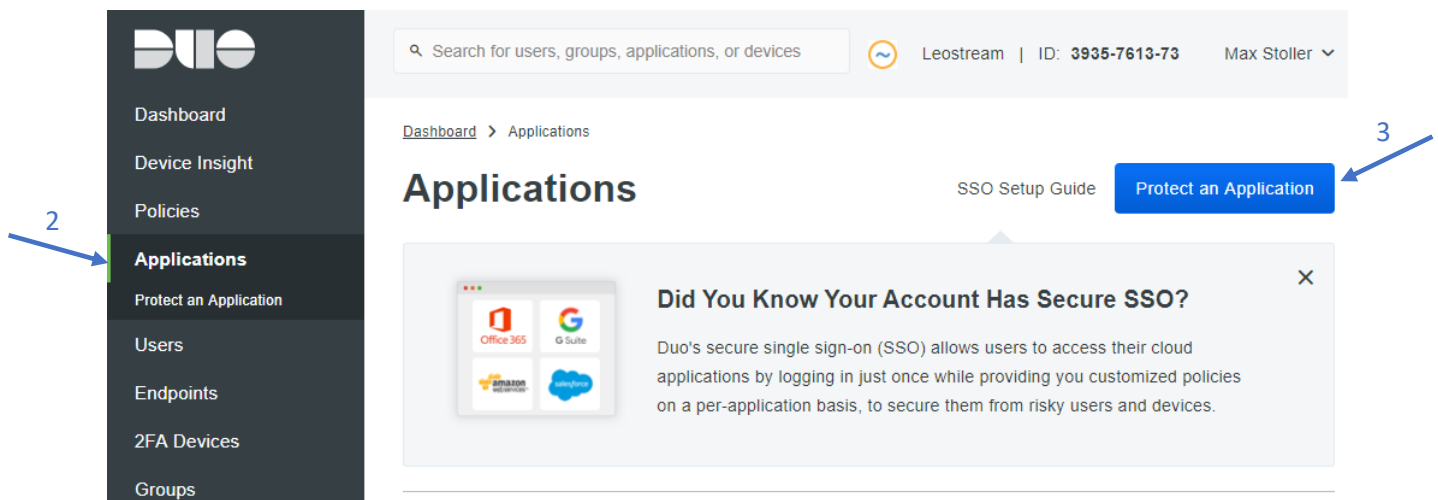 DUO
Search for users, groups, applications, or devices
Leostream | ID: 3935-7613-73
Max Stoller
Dashboard
Device Insight
Policies
2
Applications
Protect an Application
Users
Endpoints
2FA Devices
Groups
Dashboard > Applications
3
Applications
SSO Setup Guide
Protect an Application
Office 365
G Suite
amazon
webservices
salesforce
Did You Know Your Account Has Secure SSO?
Duo's secure single sign-on (SSO) allows users to access their cloud
applications by logging in just once while providing you customized policies
on a per-application basis, to secure them from risky users and devices.